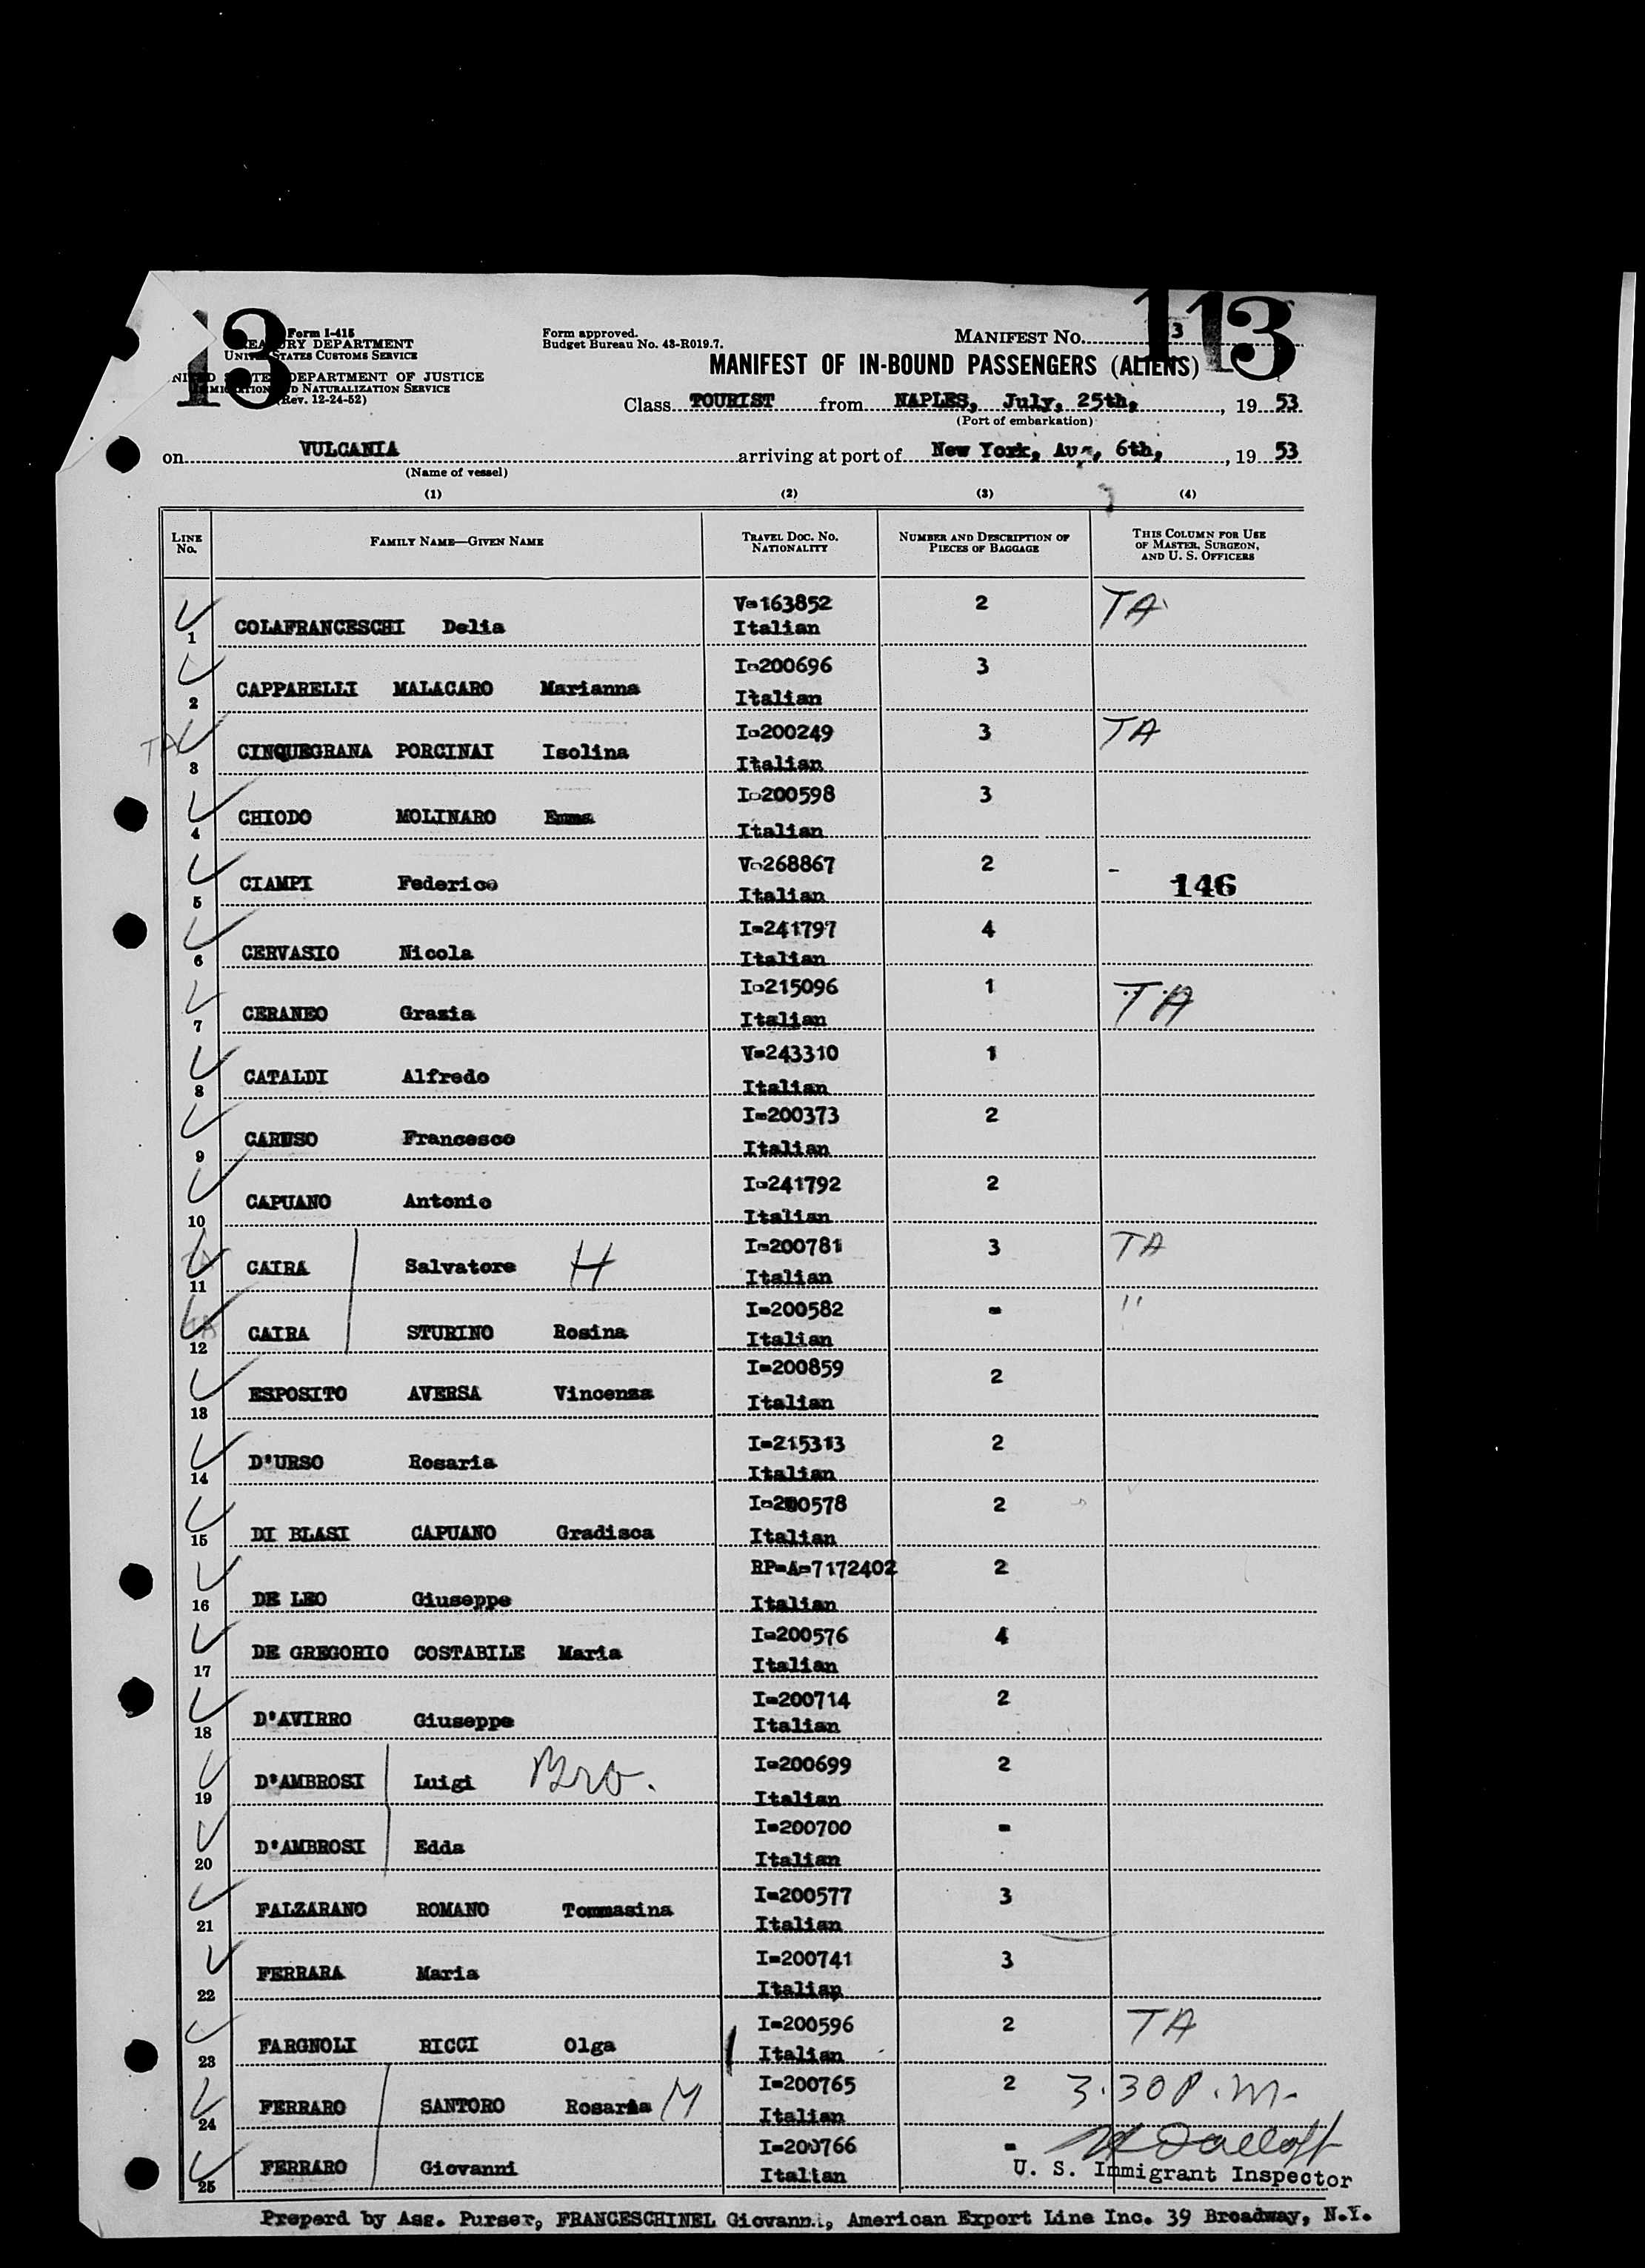 13
113
Form I-415
TREASURY DEPARTMENT
UNITED STATES CUSTOMS SERVICE
UNITED STATES DEPARTMENT OF JUSTICE
IMMIGRATION AND NATURALIZATION SERVICE
(Rev. 12-24-52)
Form approved.
Budget Bureau No. 43-R019.7.
MANIFEST NO. 3
MANIFEST OF IN-BOUND PASSENGERS (ALIENS)
Class TOURIST from NAPLES, July, 25th, , 19 53
(Port of embarkation)
on VULCANIA arriving at port of New York, Aug, 6th, , 19 53
(Name of vessel)
(1) (2) (3) (4)
LINE No. FAMILY NAME—GIVEN NAME TRAVEL DOC. NO. NATIONALITY NUMBER AND DESCRIPTION OF PIECES OF BAGGAGE THIS COLUMN FOR USE OF MASTER, SURGEON, AND U. S. OFFICERS
1 COLAFRANCESCHI Delia V-163852 Italian 2 TA
2 CAPPARELLI MALACARO Marianna I-200696 Italian 3
TA 3 CINQUEGRANA PORCINAI Isolina I-200249 Italian 3 TA
4 CHIODO MOLINARO Emma I-200598 Italian 3
5 CIAMPI Federico V-268867 Italian 2 - 146
6 CERVASIO Nicola I-241797 Italian 4
7 CERANEO Grazia I-215096 Italian 1 TA
8 CATALDI Alfredo V-243310 Italian 1
9 CARUSO Francesco I-200373 Italian 2
10 CAPUANO Antonio I-241792 Italian 2
TA 11 CAIRA Salvatore H I-200781 Italian 3 TA
TA 12 CAIRA STURINO Rosina I-200582 Italian - "
13 ESPOSITO AVERSA Vincenza I-200859 Italian 2
14 D'URSO Rosaria I-215313 Italian 2
15 DI BLASI CAPUANO Gradisca I-200578 Italian 2
16 DE LEO Giuseppe RP-A-7172402 Italian 2
17 DE GREGORIO COSTABILE Maria I-200576 Italian 4
18 D'AVIRRO Giuseppe I-200714 Italian 2
19 D'AMBROSI Luigi Bro. I-200699 Italian 2
20 D'AMBROSI Edda I-200700 Italian -
21 FALZARANO ROMANO Tommasina I-200577 Italian 3
22 FERRARA Maria I-200741 Italian 3
23 FARGNOLI RICCI Olga I-200596 Italian 2 TA
24 FERRARO SANTORO Rosaria M I-200765 Italian 2 3.30 P.m.
25 FERRARO Giovanni I-200766 Italian -
U. S. Immigrant Inspector
Preperd by Ass. Purser, FRANCESCHINEL Giovanni, American Export Line Inc. 39 Broadway, N.Y.